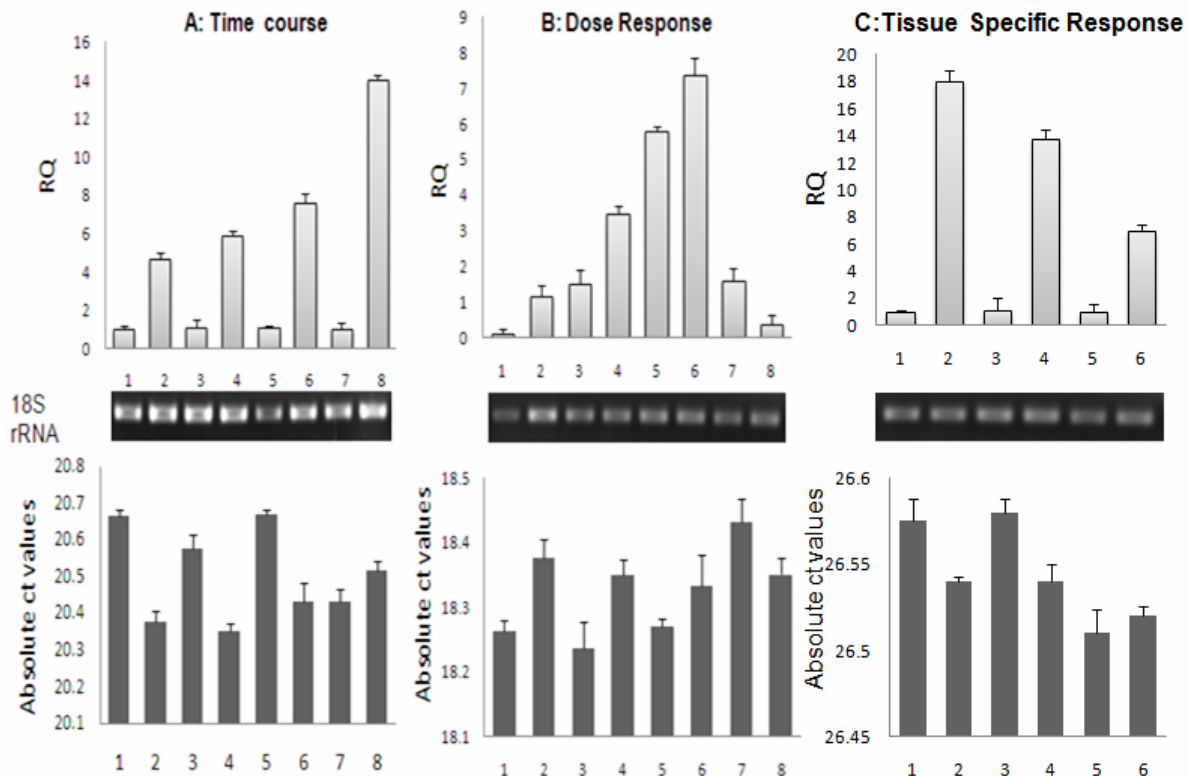 A: Time course
RQ
16
14
12
10
8
6
4
2
0
1 2 3 4 5 6 7 8
B: Dose Response
RQ
9
8
7
6
5
4
3
2
1
0
1 2 3 4 5 6 7 8
C:Tissue Specific Response
RQ
20
18
16
14
12
10
8
6
4
2
0
1 2 3 4 5 6
18S
rRNA
Absolute ct values
20.8
20.7
20.6
20.5
20.4
20.3
20.2
20.1
1 2 3 4 5 6 7 8
Absolute ct values
18.5
18.4
18.3
18.2
18.1
1 2 3 4 5 6 7 8
Absolute ct values
26.6
26.55
26.5
26.45
1 2 3 4 5 6